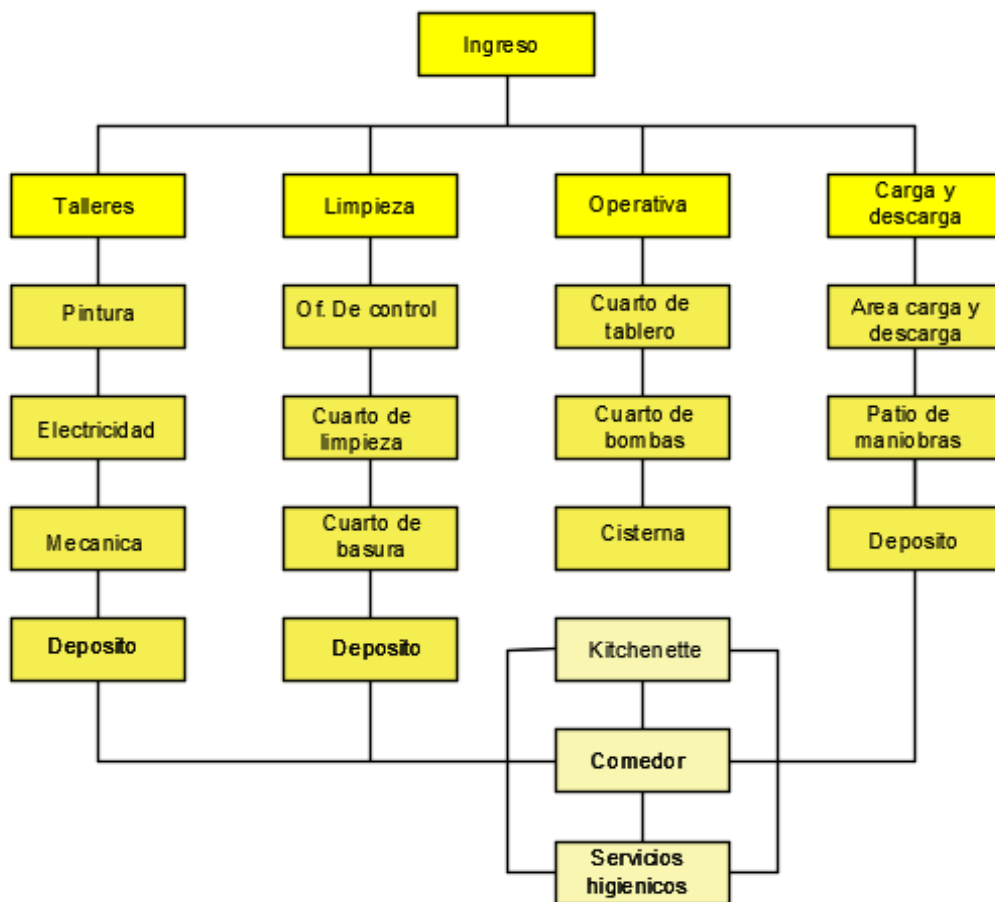 Ingreso
Talleres
Limpieza
Operativa
Carga y
descarga
Pintura
Of. De control
Cuarto de
tablero
Area carga y
descarga
Electricidad
Cuarto de
limpieza
Cuarto de
bombas
Patio de
maniobras
Mecanica
Cuarto de
basura
Cisterna
Deposito
Deposito
Deposito
Kitchenette
Comedor
Servicios
higienicos